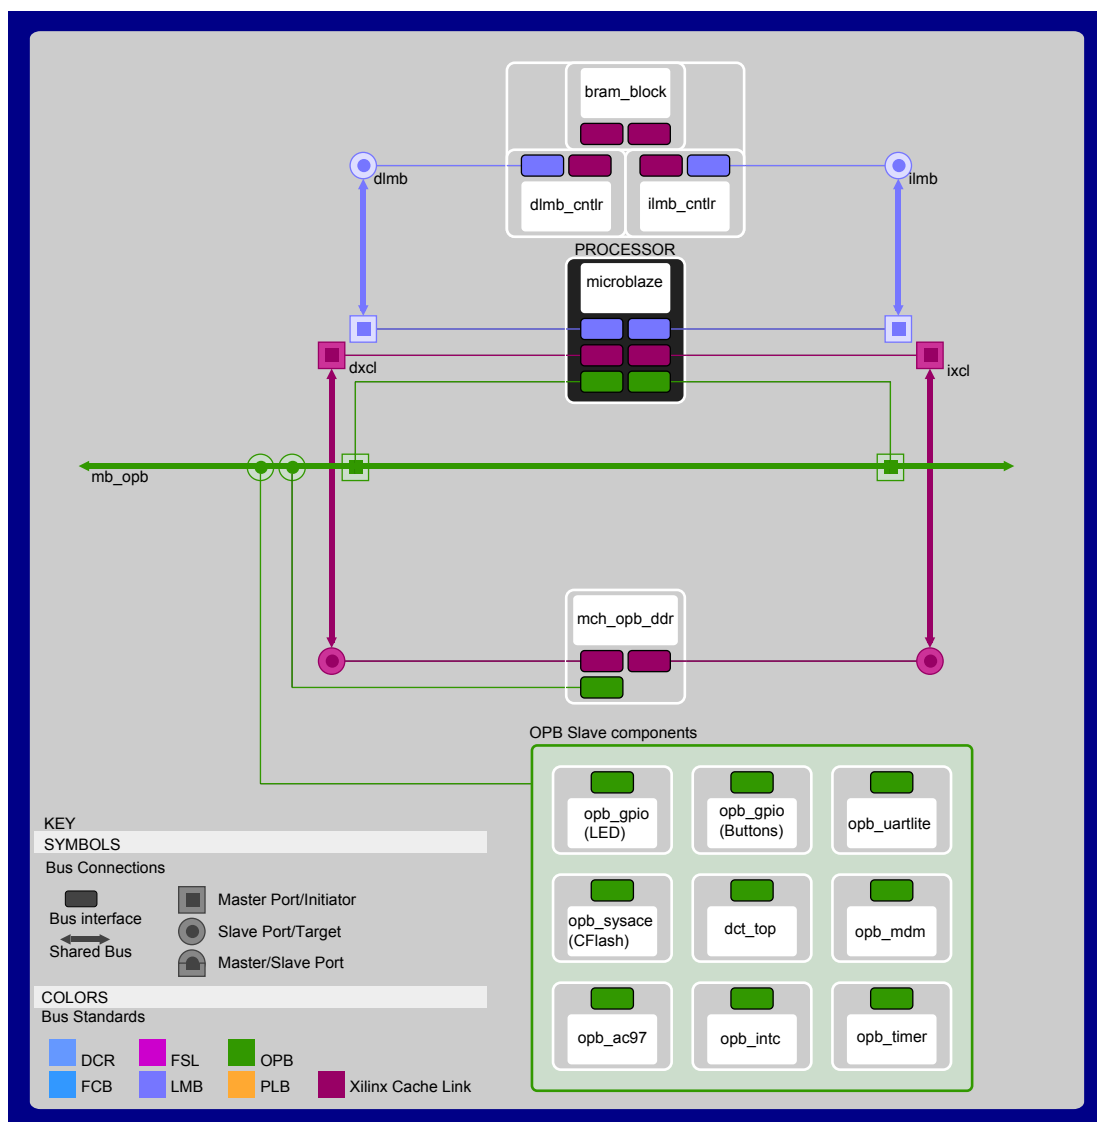 bram_block
dlmb
ilmb
dlmb_cntlr
ilmb_cntlr
PROCESSOR
microblaze
dxcl
ixcl
mb_opb
mch_opb_ddr
OPB Slave components
opb_gpio
(LED)
opb_gpio
(Buttons)
opb_uartlite
opb_sysace
(CFlash)
dct_top
opb_mdm
opb_ac97
opb_intc
opb_timer
KEY
SYMBOLS
Bus Connections
Bus interface
Shared Bus
Master Port/Initiator
Slave Port/Target
Master/Slave Port
COLORS
Bus Standards
DCR
FSL
OPB
FCB
LMB
PLB
Xilinx Cache Link